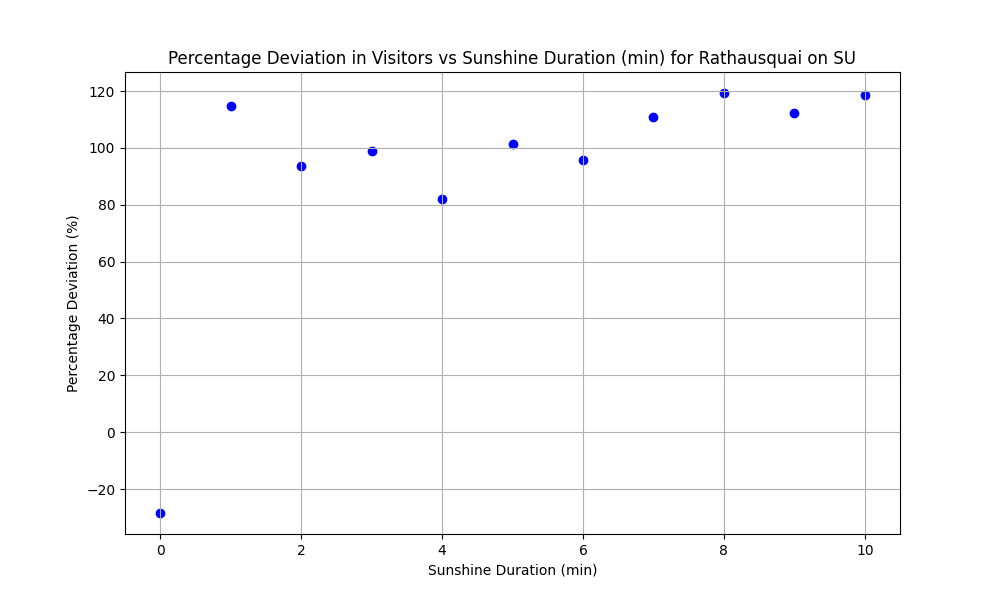 Percentage Deviation in Visitors vs Sunshine Duration (min) for Rathausquai on SU
120
100
80
60
40
20
0
−20
Percentage Deviation (%)
0 2 4 6 8 10
Sunshine Duration (min)